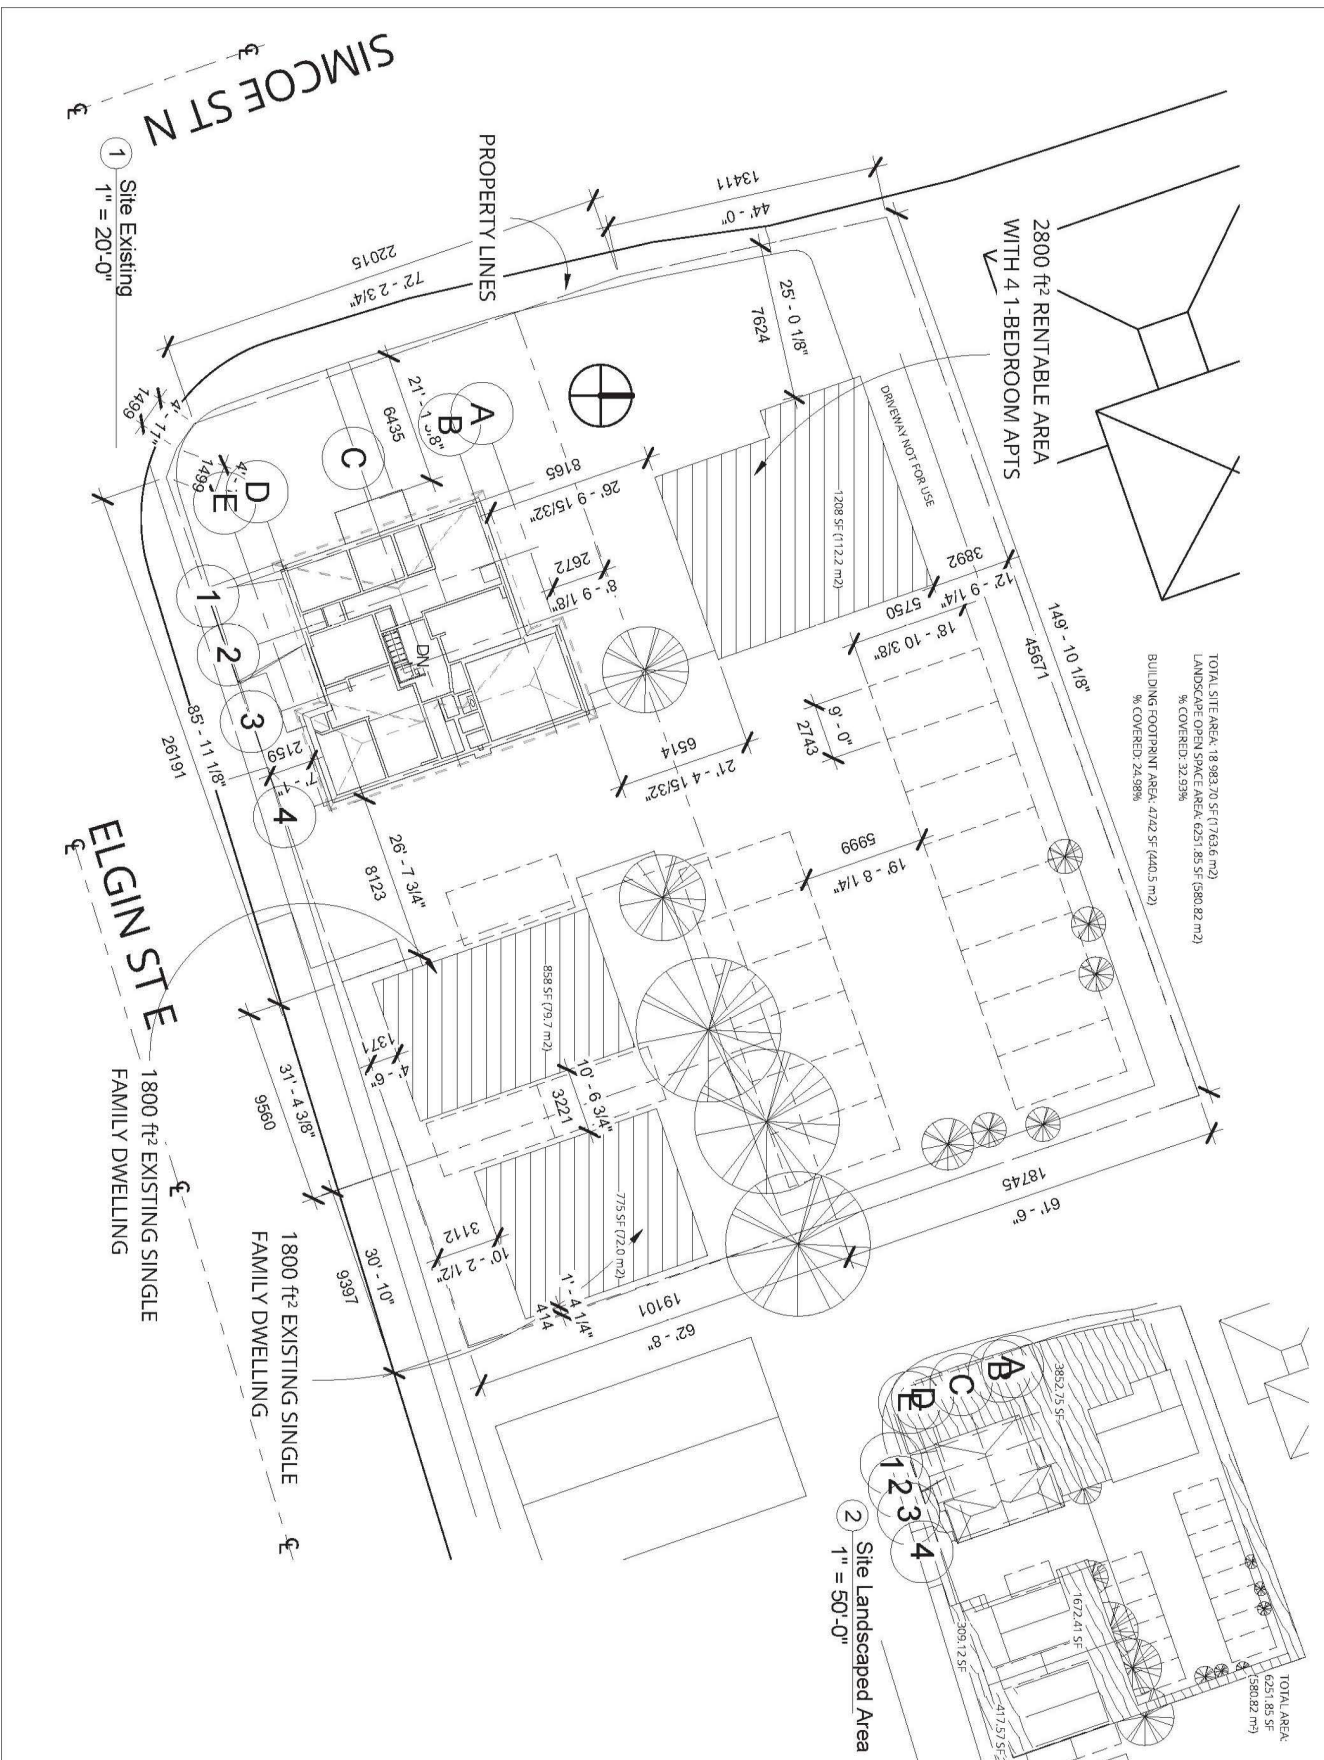 SIMCOE ST N
1
Site Existing
1" = 20'-0"
PROPERTY LINES
2800 ft² RENTABLE AREA
WITH 4 1-BEDROOM APTS
TOTAL SITE AREA: 18 983.70 SF (1763.6 m2)
LANDSCAPE OPEN SPACE AREA: 6251.85 SF (580.82 m2)
% COVERED: 32.93%
BUILDING FOOTPRINT AREA: 4742 SF (440.5 m2)
% COVERED: 24.98%
13411
44' - 0"
22015
72' - 2 3/4"
25' - 0 1/8"
7624
DRIVEWAY NOT FOR USE
1208 SF (112.2 m2)
6435
4' - 11"
1499
1499
A
B
C
D
E
1
2
3
4
8165
26' - 9 15/32"
2672
8' - 9 1/8"
3892
12' - 9 1/4"
5750
18' - 10 3/8"
149' - 10 1/8"
45671
9' - 0"
2743
6514
21' - 4 15/32"
5999
19' - 8 1/4"
DN
2159
7' - 1"
85' - 11 1/8"
26191
26' - 7 3/4"
8123
858 SF (79.7 m2)
1371
4' - 6"
10' - 6 3/4"
3221
775 SF (72.0 m2)
3112
10' - 2 1/2"
1' - 4 1/4"
414
18745
61' - 6"
19101
62' - 8"
31' - 4 3/8"
9560
30' - 10"
9397
ELGIN ST E
1800 ft² EXISTING SINGLE
FAMILY DWELLING
1800 ft² EXISTING SINGLE
FAMILY DWELLING
2
Site Landscaped Area
1" = 50'-0"
A
B
C
D
E
1
2
3
4
3852.75 SF
1672.41 SF
309.12 SF
417.57 SF
TOTAL AREA:
6251.85 SF
(580.82 m²)